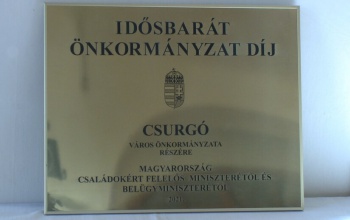 IDŐSBARÁT
ÖNKORMÁNYZAT DÍJ
CSURGÓ
VÁROS ÖNKORMÁNYZATA
RÉSZÉRE
MAGYARORSZÁG
CSALÁDOKÉRT FELELŐS MINISZTERÉTŐL ÉS
BELÜGYMINISZTERÉTŐL